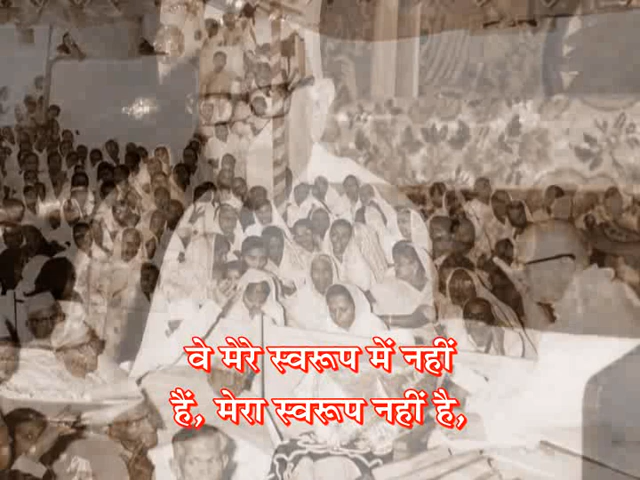 वे मेरे स्वरूप में नहीं
हैं, मेरा स्वरूप नहीं है,